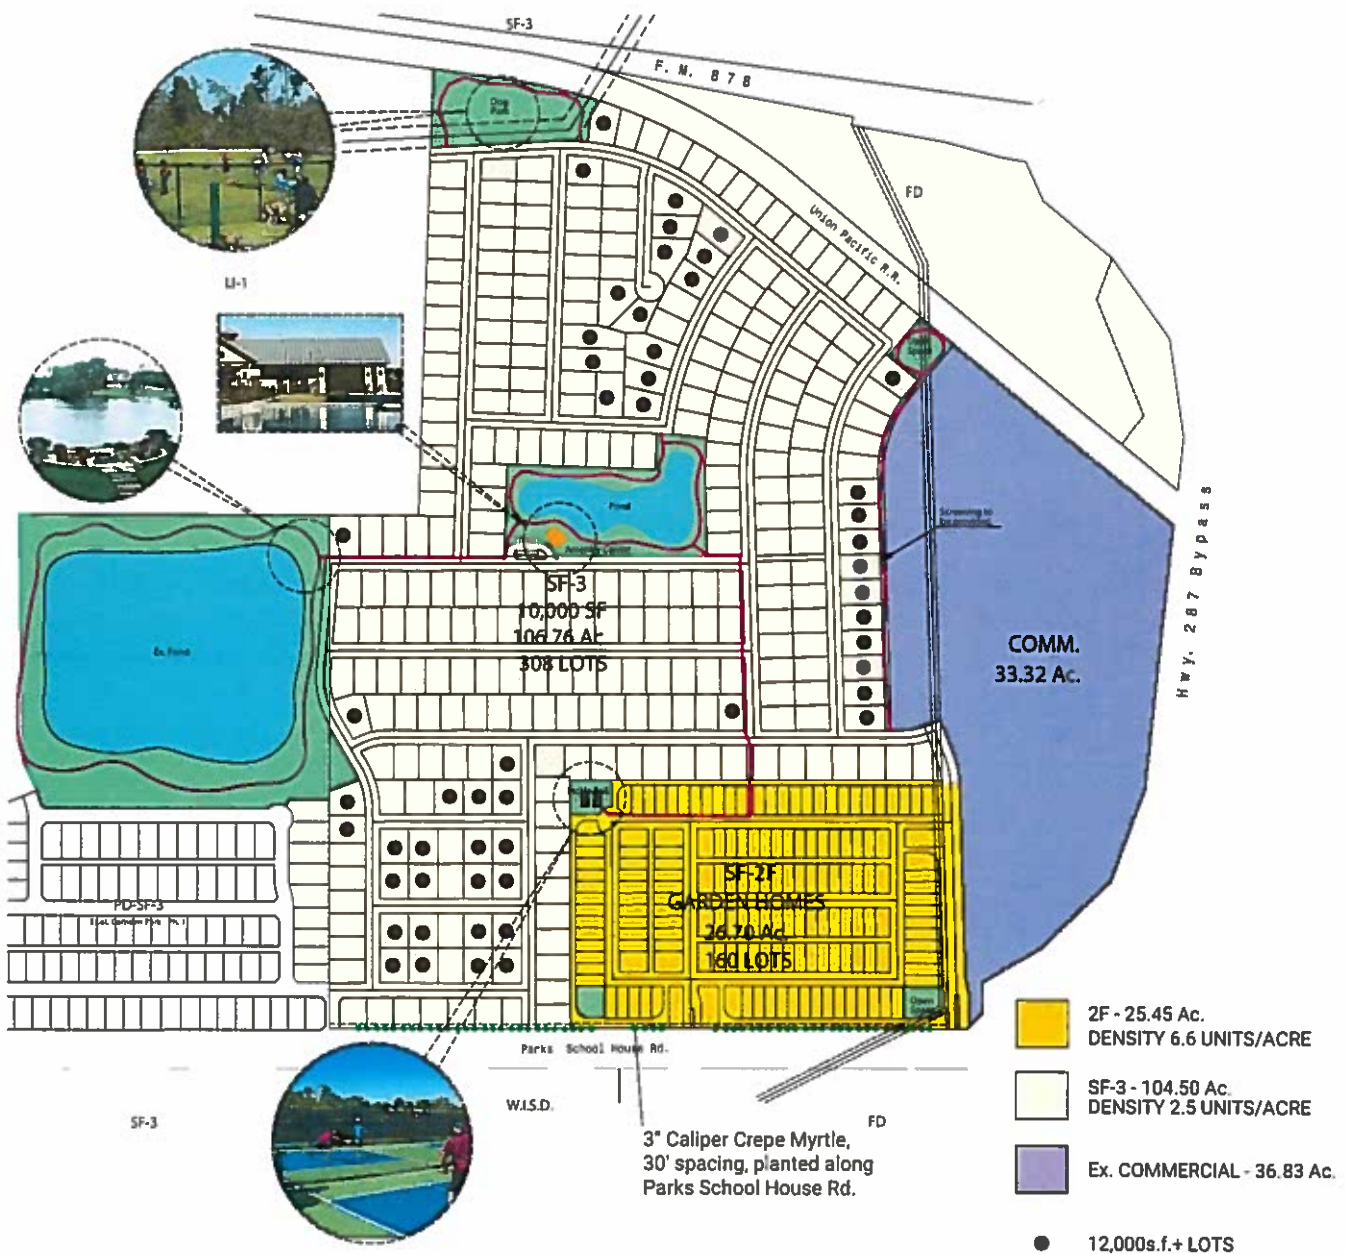 SF-3
F. M. 878
Dog
Park
FD
Union Pacific R.R.
LI-1
Open
Space
Hwy. 287 Bypass
Pond
Screening to
be provided
Amenity Center
SF-3
10,000 SF
106.76 Ac.
308 LOTS
Ex. Pond
COMM.
33.32 Ac.
PD-SF-3
SF-2F
GARDEN HOMES
26.70 Ac.
160 LOTS
Open
Parks School House Rd.
W.I.S.D.
SF-3
FD
3" Caliper Crepe Myrtle,
30' spacing, planted along
Parks School House Rd.
2F - 25.45 Ac.
DENSITY 6.6 UNITS/ACRE
SF-3 - 104.50 Ac.
DENSITY 2.5 UNITS/ACRE
Ex. COMMERCIAL - 36.83 Ac.
12,000s.f.+ LOTS